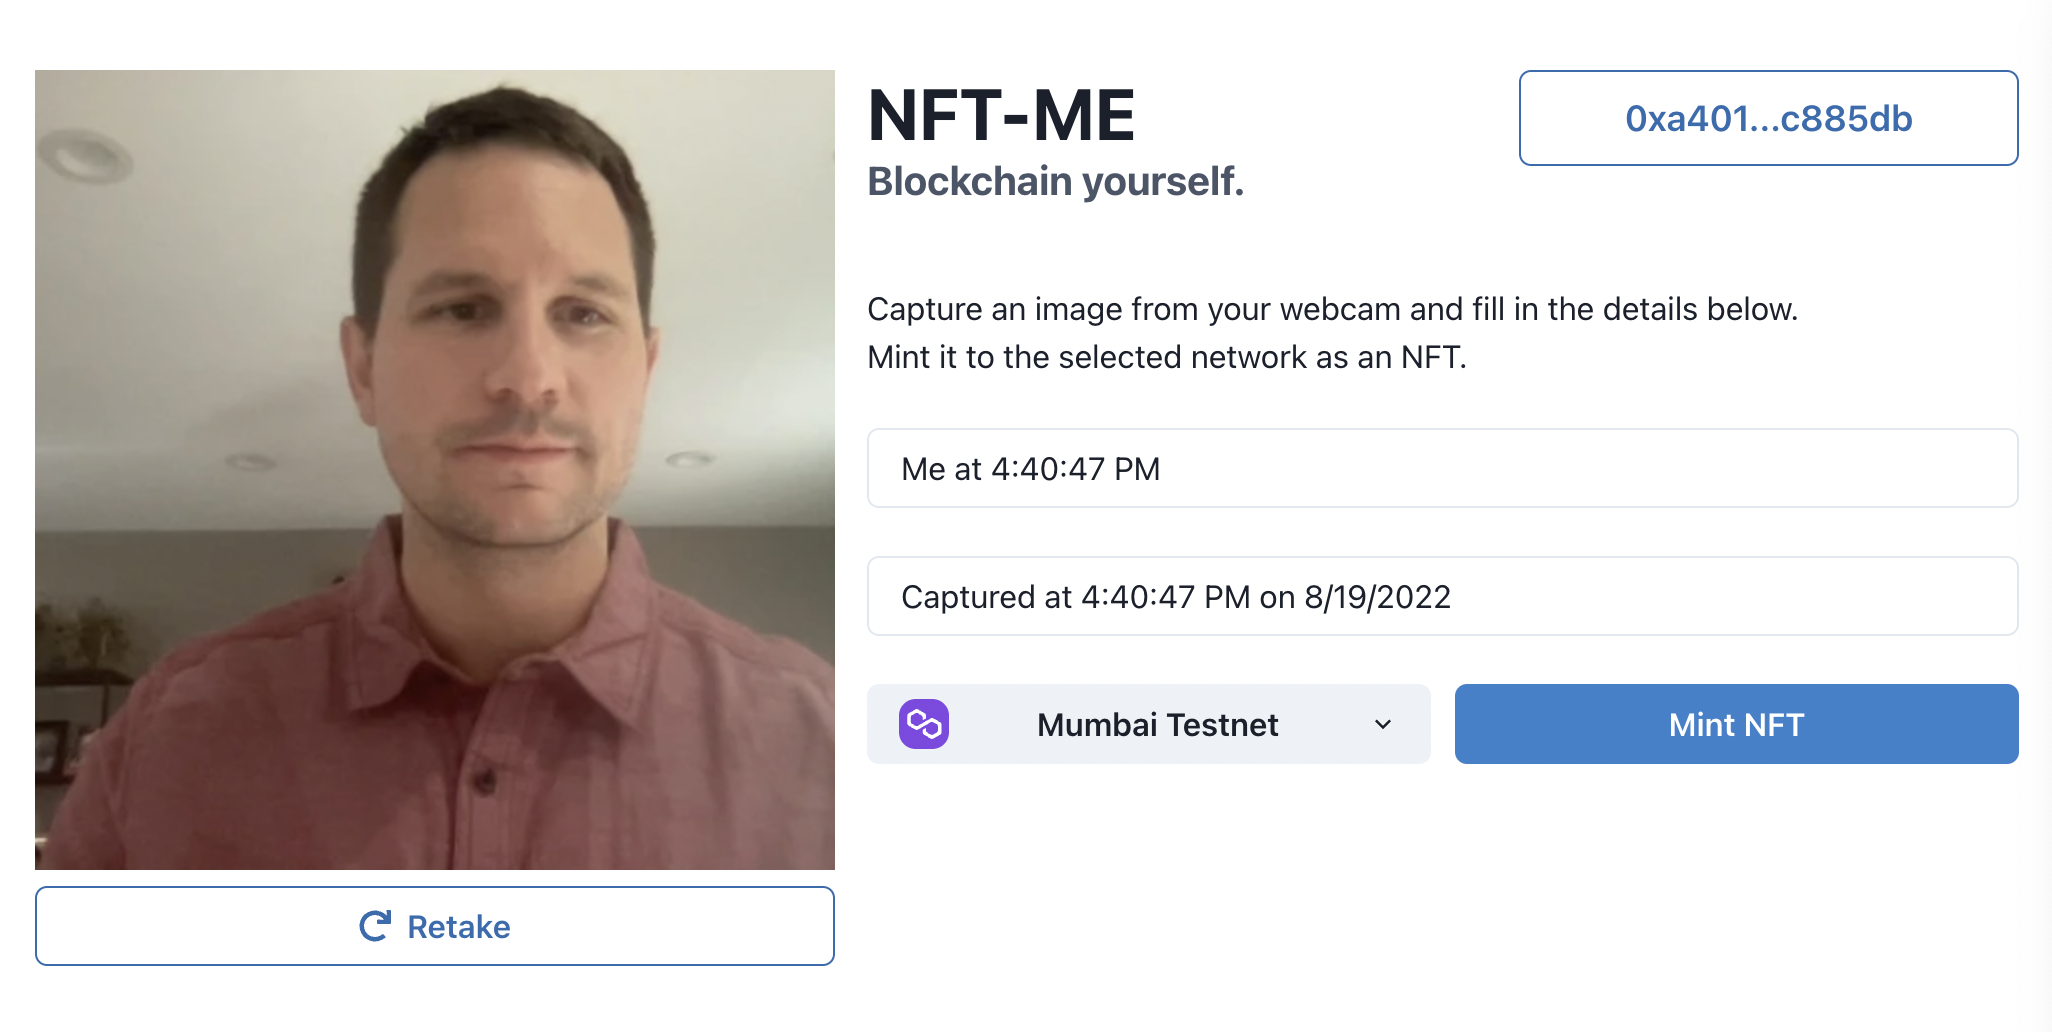 NFT-ME
Blockchain yourself.
0xa401...c885db
Capture an image from your webcam and fill in the details below.
Mint it to the selected network as an NFT.
Me at 4:40:47 PM
Captured at 4:40:47 PM on 8/19/2022
Mumbai Testnet
Mint NFT
Retake